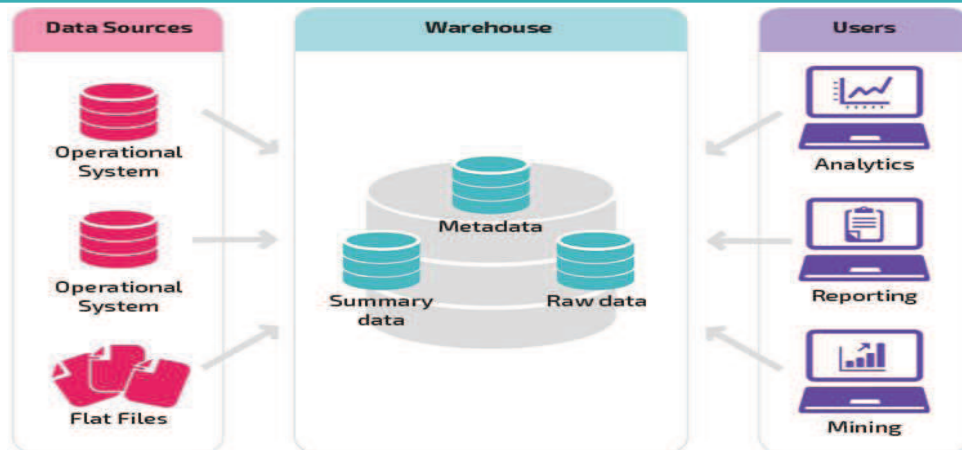 Data Sources
Warehouse
Users
Operational
System
Operational
System
Flat Files
Metadata
Summary
data
Raw data
Analytics
Reporting
Mining